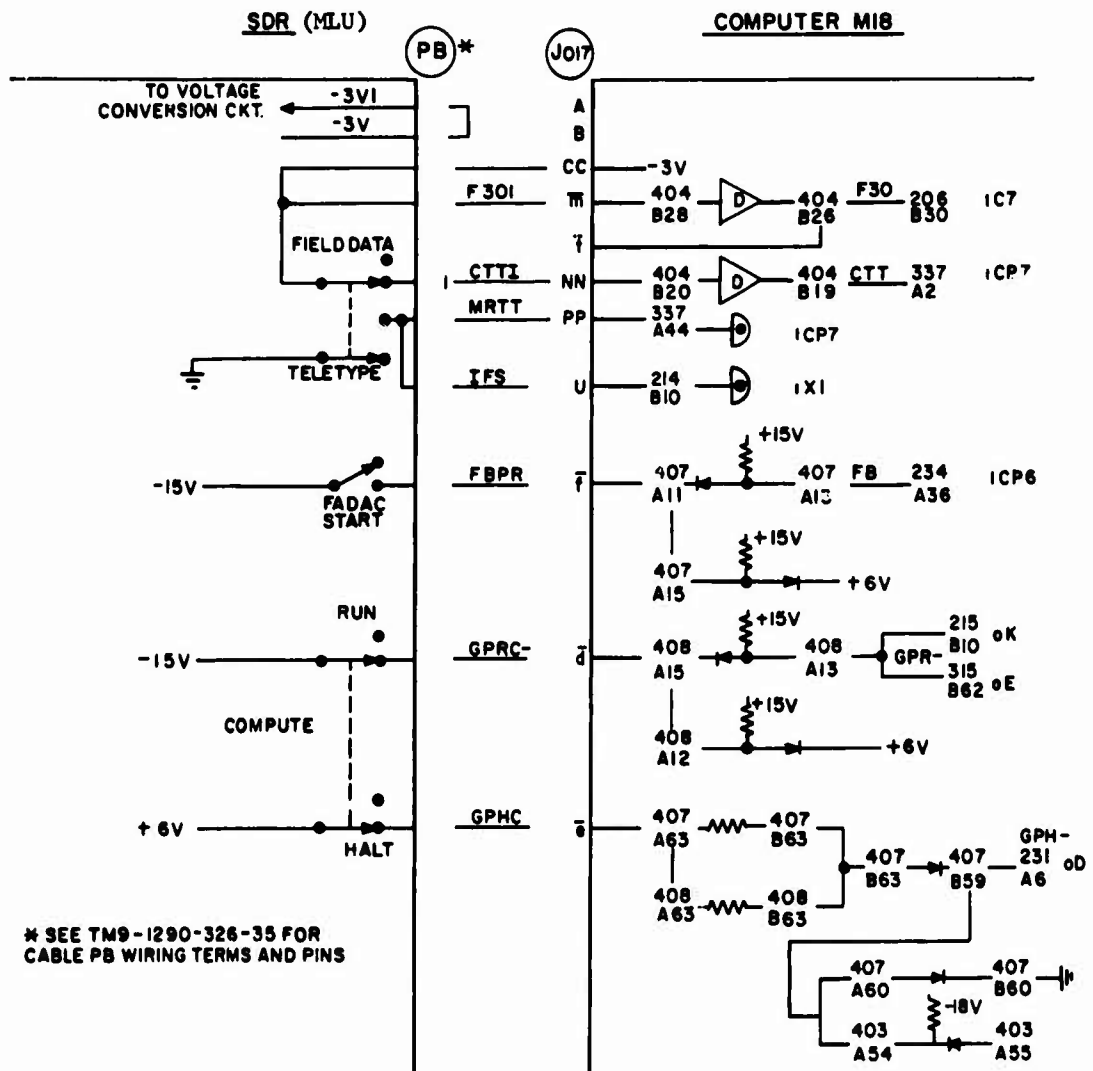 SDR (MLU)
COMPUTER M18
PB *
J017
TO VOLTAGE
CONVERSION CKT.
-3V1
-3V
A
B
CC
-3V
F301
m
404
B28
D
404
B26
F30
206
B30
1C7
FIELD DATA
CTT1
NN
404
B20
D
404
B19
CTT
337
A2
1CP7
MRTT
PP
337
A44
1CP7
TELETYPE
IFS
U
214
B10
1X1
+15V
-15V
FADAC
START
FBPR
f
407
A11
407
A13
FB
234
A36
1CP6
+15V
407
A15
+6V
RUN
+15V
-15V
GPRC-
d
408
A15
408
A13
GPR-
215
B10
oK
315
B62
oE
COMPUTE
+15V
408
A12
+6V
+6V
HALT
GPHC
e
407
A63
407
B63
407
B63
407
B59
GPH-
231
A6
oD
408
A63
408
B63
* SEE TM9-1290-326-35 FOR
CABLE PB WIRING TERMS AND PINS
407
A60
407
B60
-18V
403
A54
403
A55